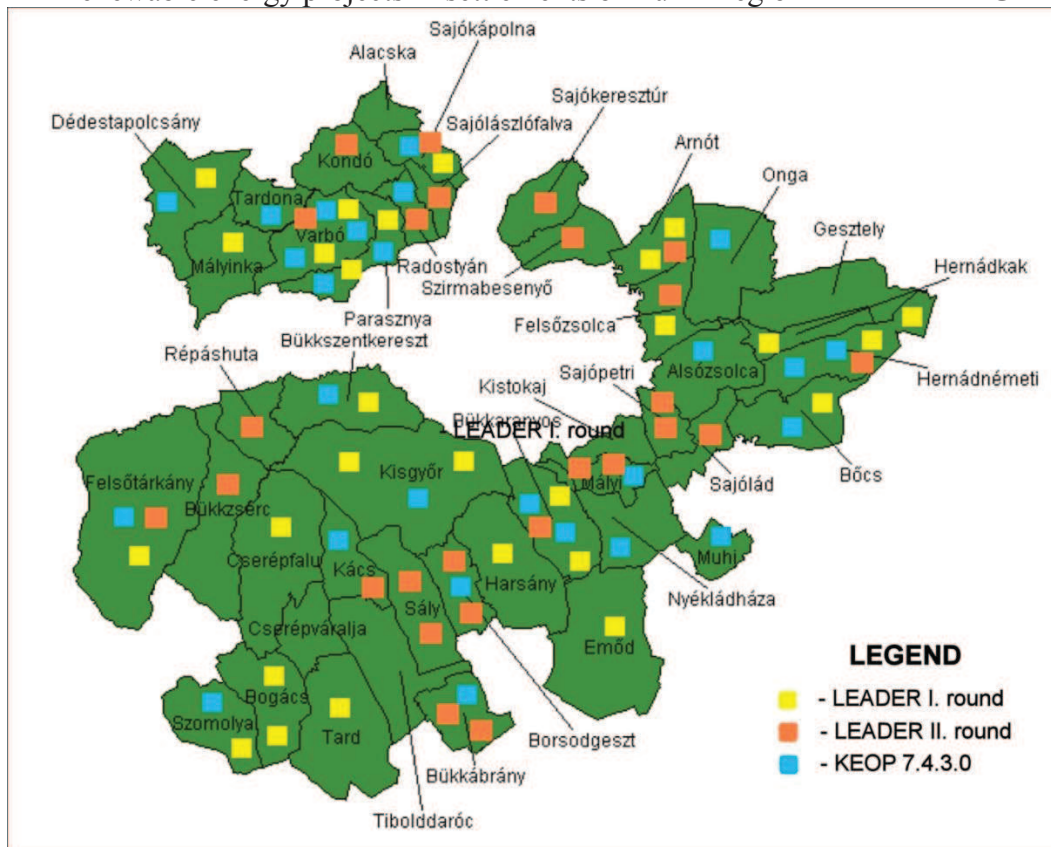 Sajókápolna
Alacska
Sajókeresztúr
Dédestapolcsány
Sajólászlófalva
Arnót
Kondó
Onga
Tardona
Gesztely
Varbó
Hernádkak
Mályinka
Radostyán
Szirmabesenyő
Parasznya
Felsőzsolca
Bükkszentkereszt
Répáshuta
Alsózsolca
Sajópetri
Kistokaj
Hernádnémeti
Bükkaranyos
- LEADER I. round
Kisgyőr
Felsőtárkány
Mályi
Sajólád
Bőcs
Bükkzsérc
Cserépfalu
Kács
Muhi
Harsány
Nyékládháza
Sály
Cserépváralja
Emőd
LEGEND
Bogács
- LEADER I. round
Szomolya
- LEADER II. round
Tard
Borsodgeszt
- KEOP 7.4.3.0
Bükkábrány
Tibolddaróc